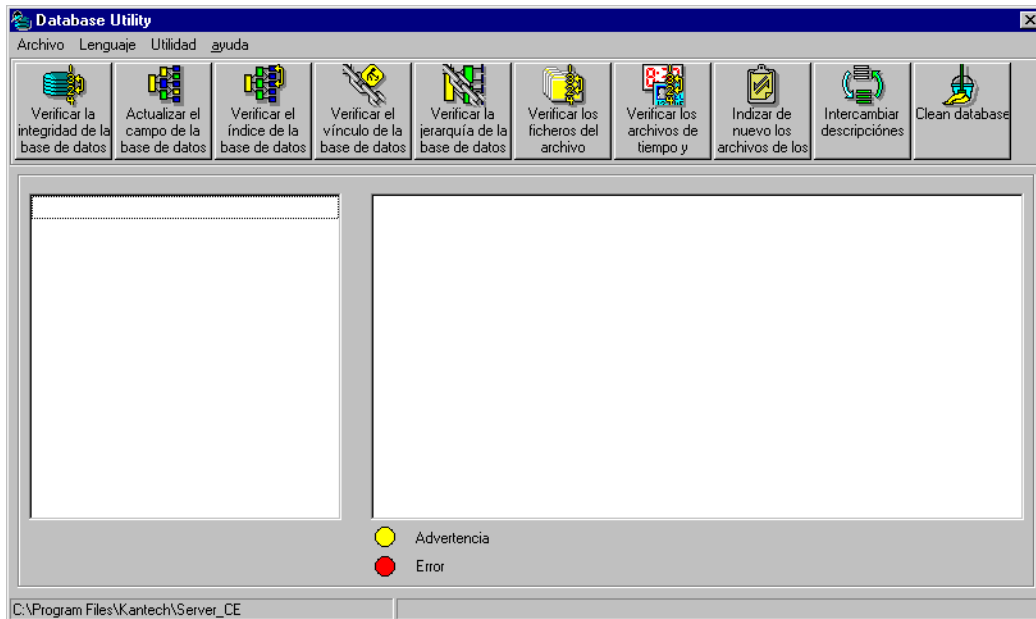 Database Utility
Archivo Lenguaje Utilidad ayuda
Verificar la integridad de la base de datos
Actualizar el campo de la base de datos
Verificar el índice de la base de datos
Verificar el vínculo de la base de datos
Verificar la jerarquía de la base de datos
Verificar los ficheros del archivo
Verificar los archivos de tiempo y
Indizar de nuevo los archivos de los
Intercambiar descripciónes
Clean database
Advertencia
Error
C:\Program Files\Kantech\Server_CE